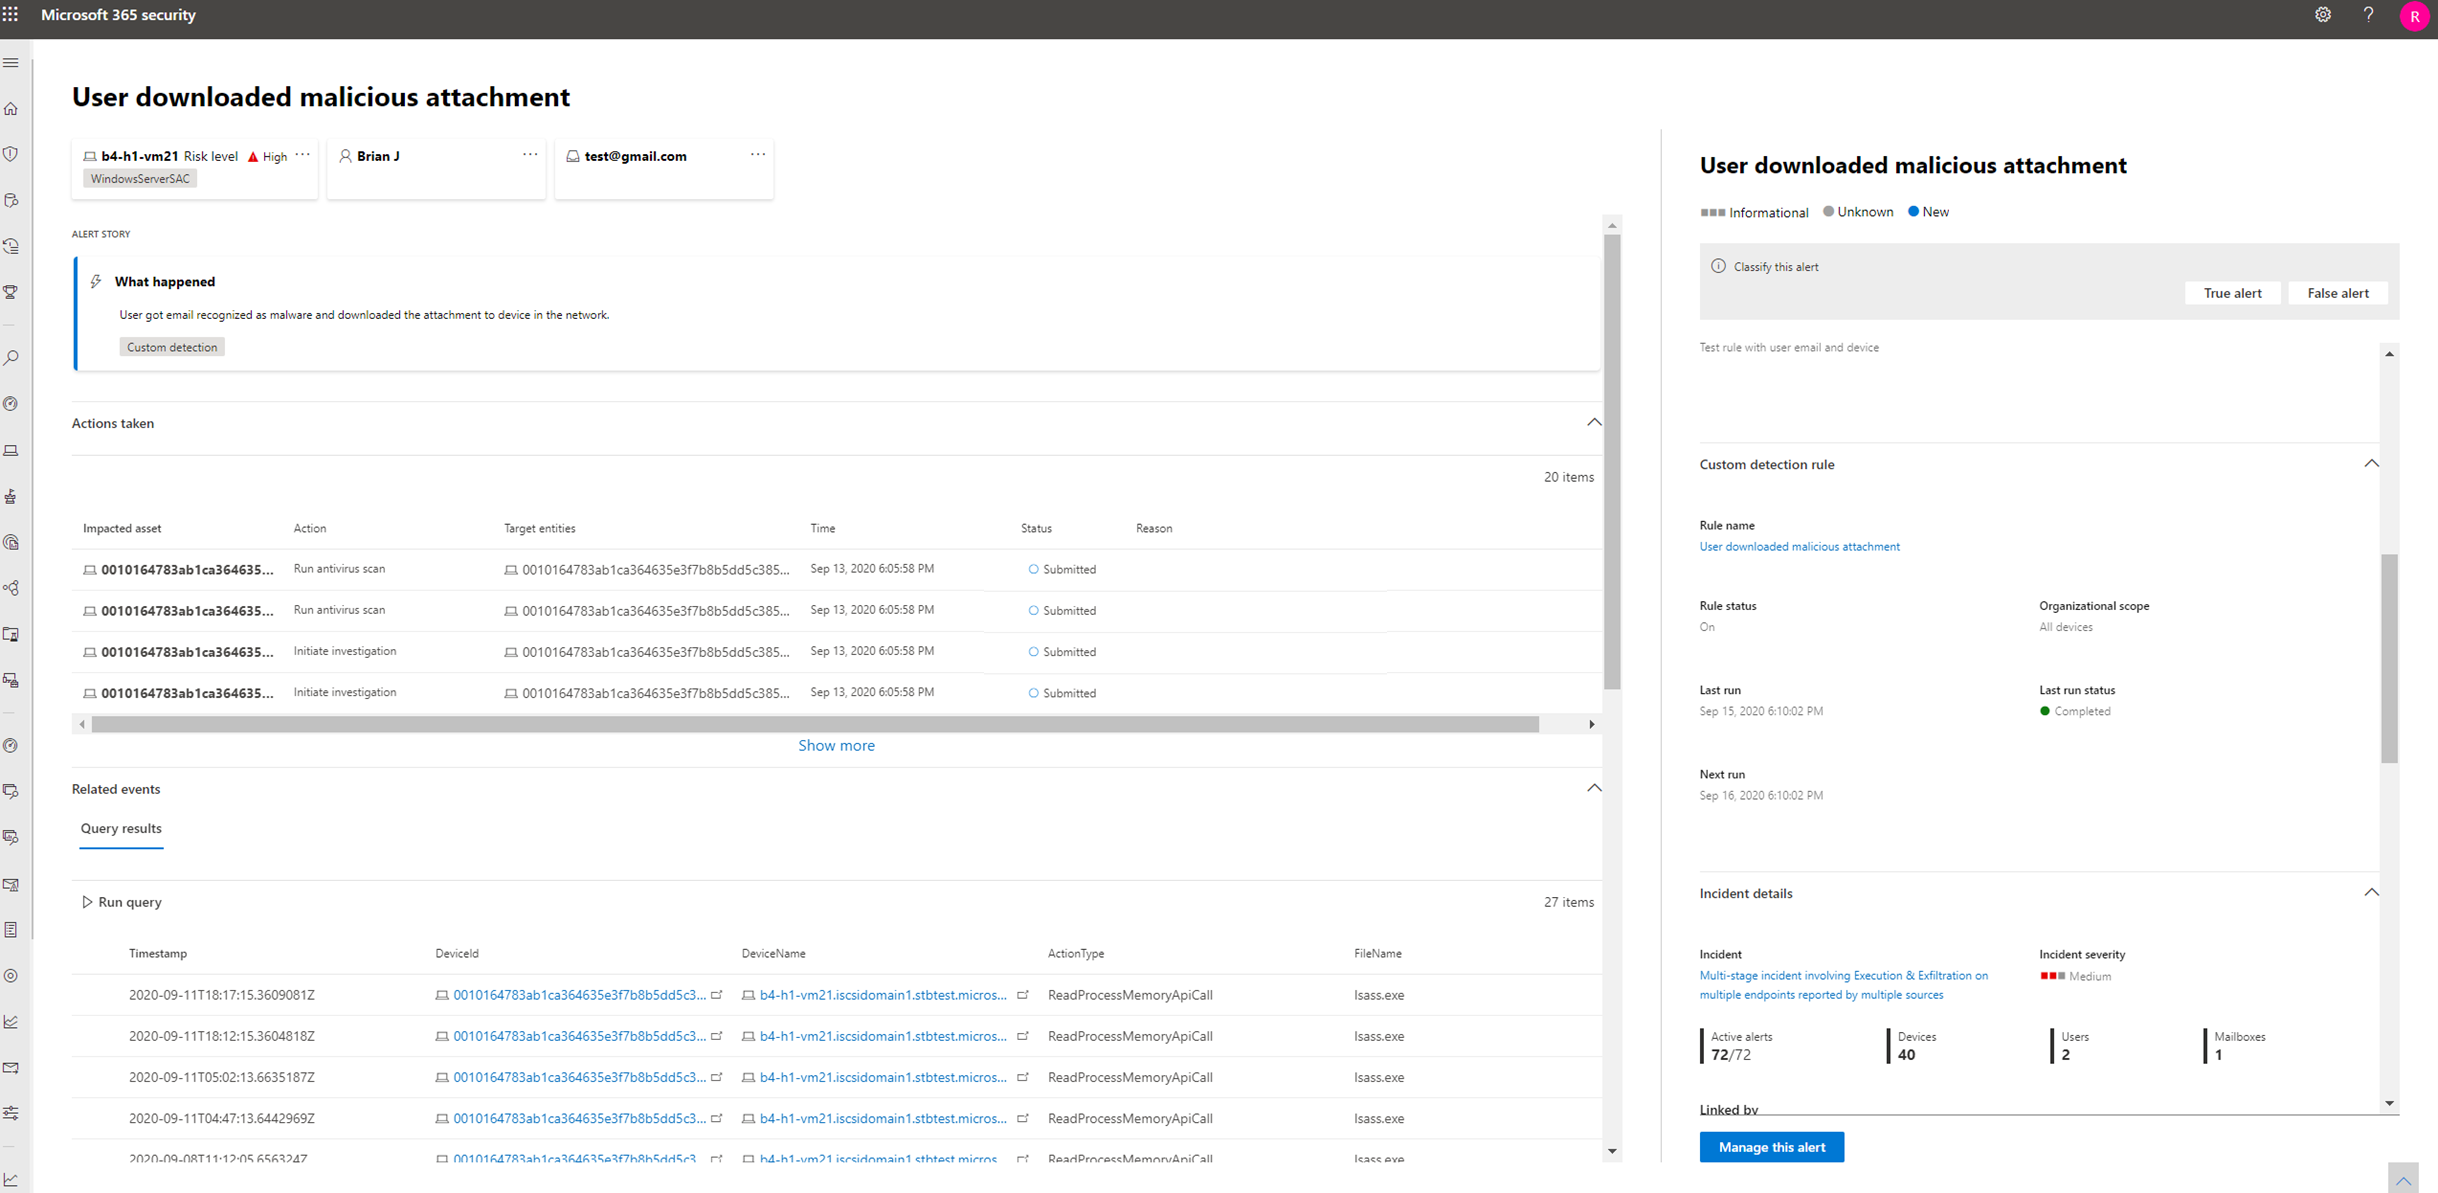 Microsoft 365 security
R
User downloaded malicious attachment
b4-h1-vm21 Risk level High ...
WindowsServerSAC
Brian J ...
test@gmail.com ...
ALERT STORY
What happened
User got email recognized as malware and downloaded the attachment to device in the network.
Custom detection
Actions taken
20 items
Impacted asset Action Target entities Time Status Reason
0010164783ab1ca364635... Run antivirus scan 0010164783ab1ca364635e3f7b8b5dd5c385... Sep 13, 2020 6:05:58 PM Submitted
0010164783ab1ca364635... Run antivirus scan 0010164783ab1ca364635e3f7b8b5dd5c385... Sep 13, 2020 6:05:58 PM Submitted
0010164783ab1ca364635... Initiate investigation 0010164783ab1ca364635e3f7b8b5dd5c385... Sep 13, 2020 6:05:58 PM Submitted
0010164783ab1ca364635... Initiate investigation 0010164783ab1ca364635e3f7b8b5dd5c385... Sep 13, 2020 6:05:58 PM Submitted
Show more
Related events
Query results
Run query
27 items
Timestamp DeviceId DeviceName ActionType FileName
2020-09-11T18:17:15.3609081Z 0010164783ab1ca364635e3f7b8b5dd5c3... b4-h1-vm21.iscsidomain1.stbtest.micros... ReadProcessMemoryApiCall lsass.exe
2020-09-11T18:12:15.3604818Z 0010164783ab1ca364635e3f7b8b5dd5c3... b4-h1-vm21.iscsidomain1.stbtest.micros... ReadProcessMemoryApiCall lsass.exe
2020-09-11T05:02:13.6635187Z 0010164783ab1ca364635e3f7b8b5dd5c3... b4-h1-vm21.iscsidomain1.stbtest.micros... ReadProcessMemoryApiCall lsass.exe
2020-09-11T04:47:13.6442969Z 0010164783ab1ca364635e3f7b8b5dd5c3... b4-h1-vm21.iscsidomain1.stbtest.micros... ReadProcessMemoryApiCall lsass.exe
2020-09-08T11:12:05.656324Z 0010164783ab1ca364635e3f7b8b5dd5c3... b4-h1-vm21.iscsidomain1.stbtest.micros... ReadProcessMemoryApiCall lsass.exe
User downloaded malicious attachment
Informational Unknown New
Classify this alert
True alert False alert
Test rule with user email and device
Custom detection rule
Rule name
User downloaded malicious attachment
Rule status Organizational scope
On All devices
Last run Last run status
Sep 15, 2020 6:10:02 PM Completed
Next run
Sep 16, 2020 6:10:02 PM
Incident details
Incident Incident severity
Multi-stage incident involving Execution & Exfiltration on
multiple endpoints reported by multiple sources
Medium
Active alerts Devices Users Mailboxes
72/72 40 2 1
Linked by
Manage this alert